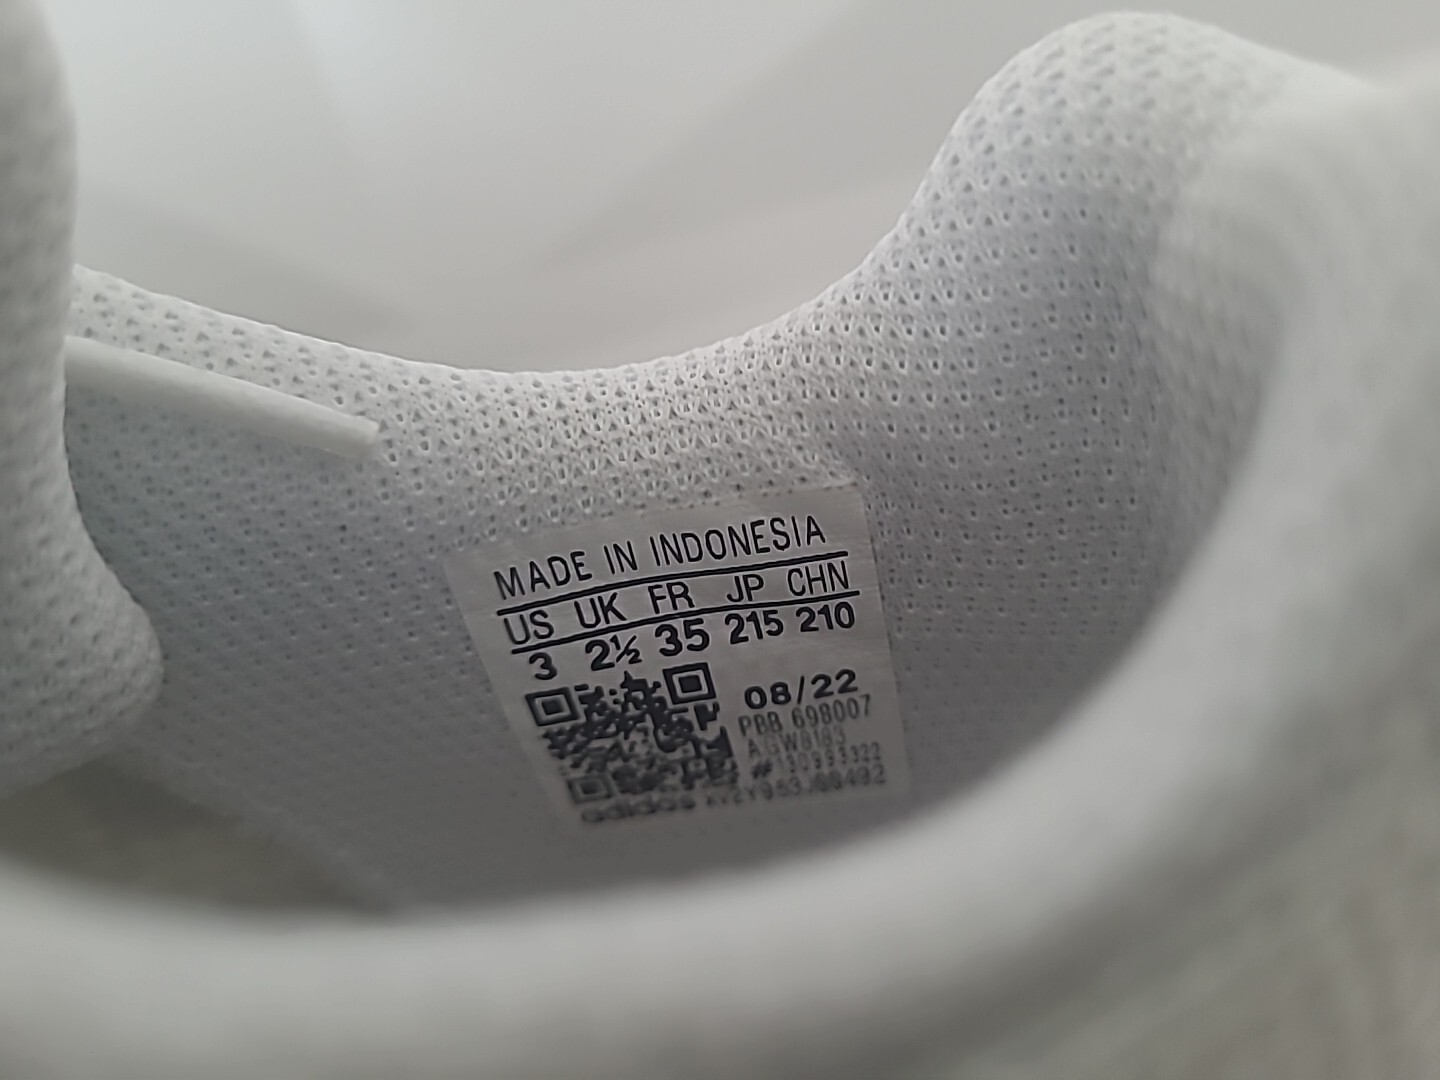 MADE IN INDONESIA
US UK FR JP CHN
3 2½ 35 215 210
08/22
PBB 698007
#130993322
adidas